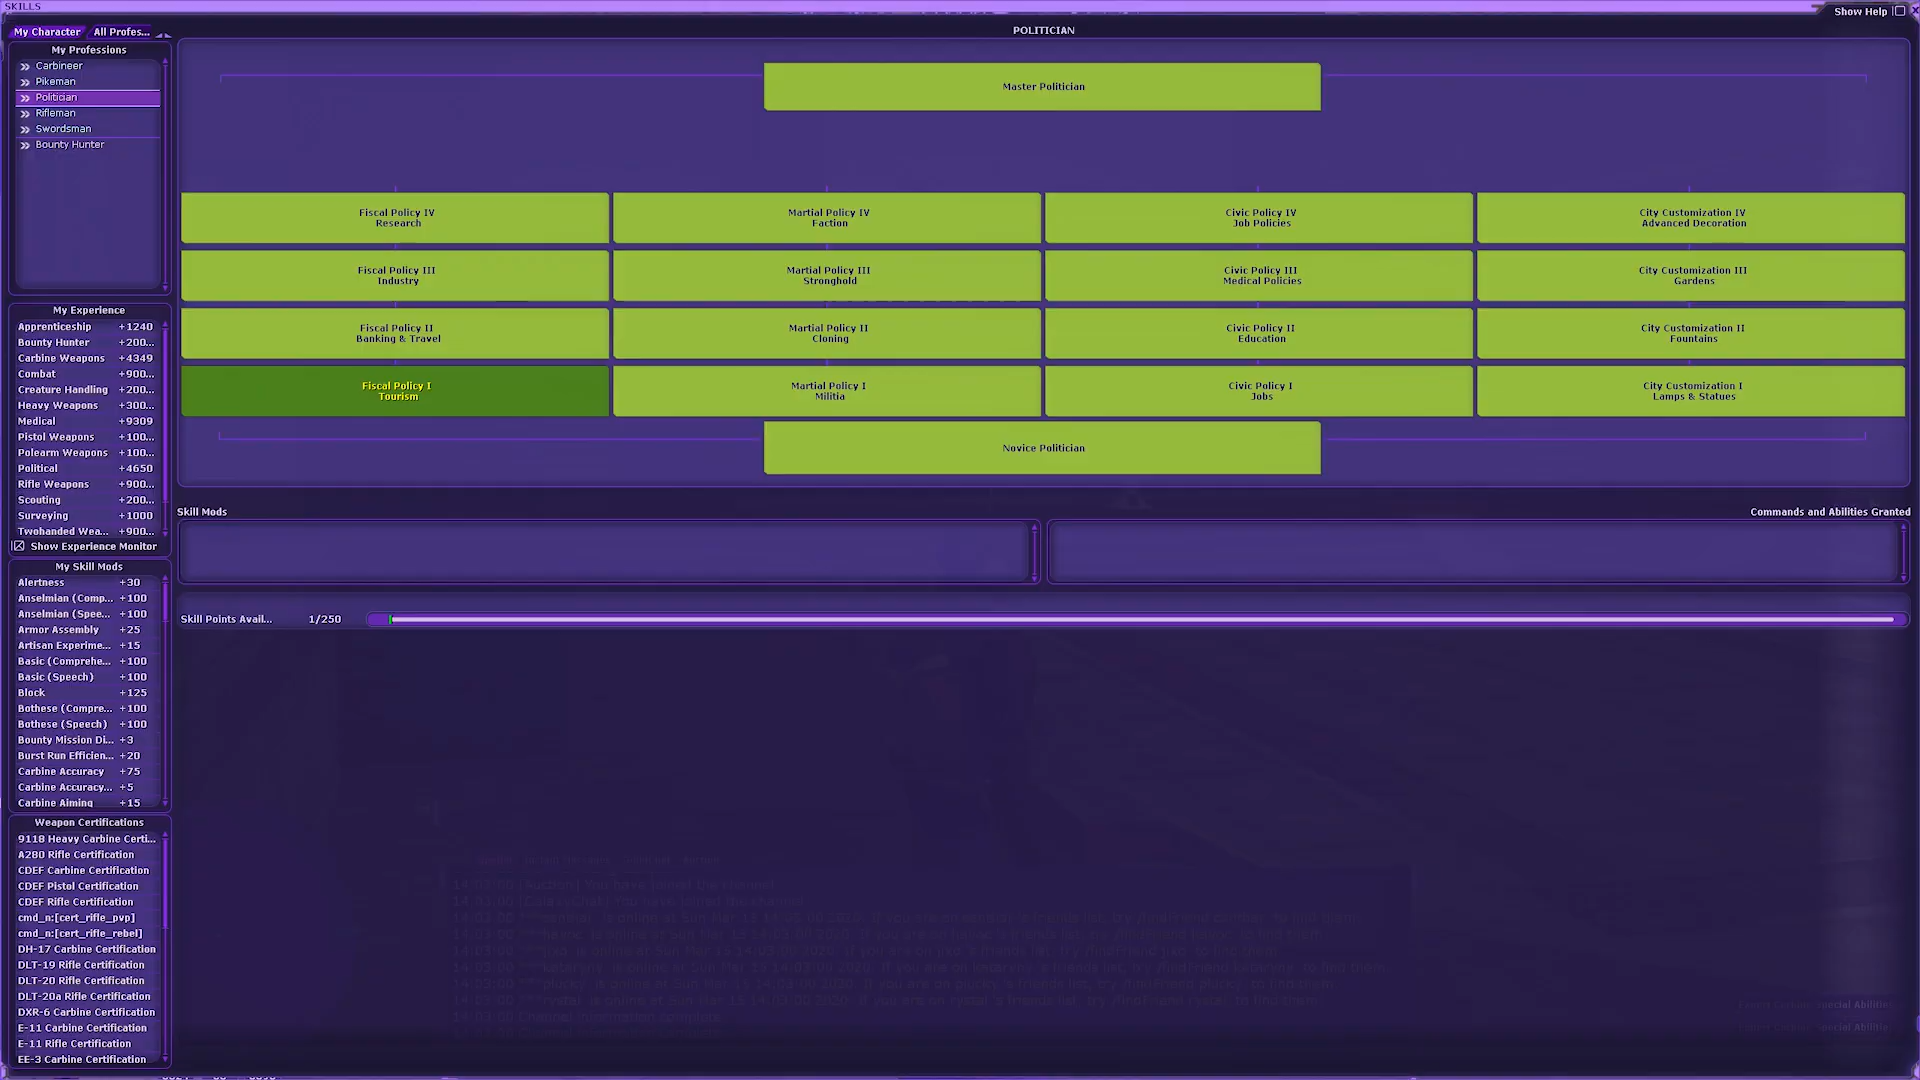 SKILLS
Show Help
My Character
All Profes...
POLITICIAN
My Professions
Carbineer
Pikeman
Politician
Rifleman
Swordsman
Bounty Hunter
Master Politician
Fiscal Policy IV
Research
Martial Policy IV
Faction
Civic Policy IV
Job Policies
City Customization IV
Advanced Decoration
Fiscal Policy III
Industry
Martial Policy III
Stronghold
Civic Policy III
Medical Policies
City Customization III
Gardens
Fiscal Policy II
Banking & Travel
Martial Policy II
Cloning
Civic Policy II
Education
City Customization II
Fountains
Fiscal Policy I
Tourism
Martial Policy I
Militia
Civic Policy I
Jobs
City Customization I
Lamps & Statues
Novice Politician
My Experience
Apprenticeship +1240
Bounty Hunter +200...
Carbine Weapons +4349
Combat +900...
Creature Handling +200...
Heavy Weapons +300...
Medical +9309
Pistol Weapons +100...
Polearm Weapons +100...
Political +4650
Rifle Weapons +900...
Scouting +200...
Surveying +1000
Twohanded Wea... +900...
Show Experience Monitor
Skill Mods
Commands and Abilities Granted
Skill Points Avail... 1/250
My Skill Mods
Alertness +30
Anselmian (Comp... +100
Anselmian (Spee... +100
Armor Assembly +25
Artisan Experime... +15
Basic (Comprehe... +100
Basic (Speech) +100
Block +125
Bothese (Compre... +100
Bothese (Speech) +100
Bounty Mission Di... +3
Burst Run Efficien... +20
Carbine Accuracy +75
Carbine Accuracy... +5
Carbine Aiming +15
Weapon Certifications
9118 Heavy Carbine Certi...
A280 Rifle Certification
CDEF Carbine Certification
CDEF Pistol Certification
CDEF Rifle Certification
cmd_n:[cert_rifle_pvp]
cmd_n:[cert_rifle_rebel]
DH-17 Carbine Certification
DLT-19 Rifle Certification
DLT-20 Rifle Certification
DLT-20a Rifle Certification
DXR-6 Carbine Certification
E-11 Carbine Certification
E-11 Rifle Certification
EE-3 Carbine Certification